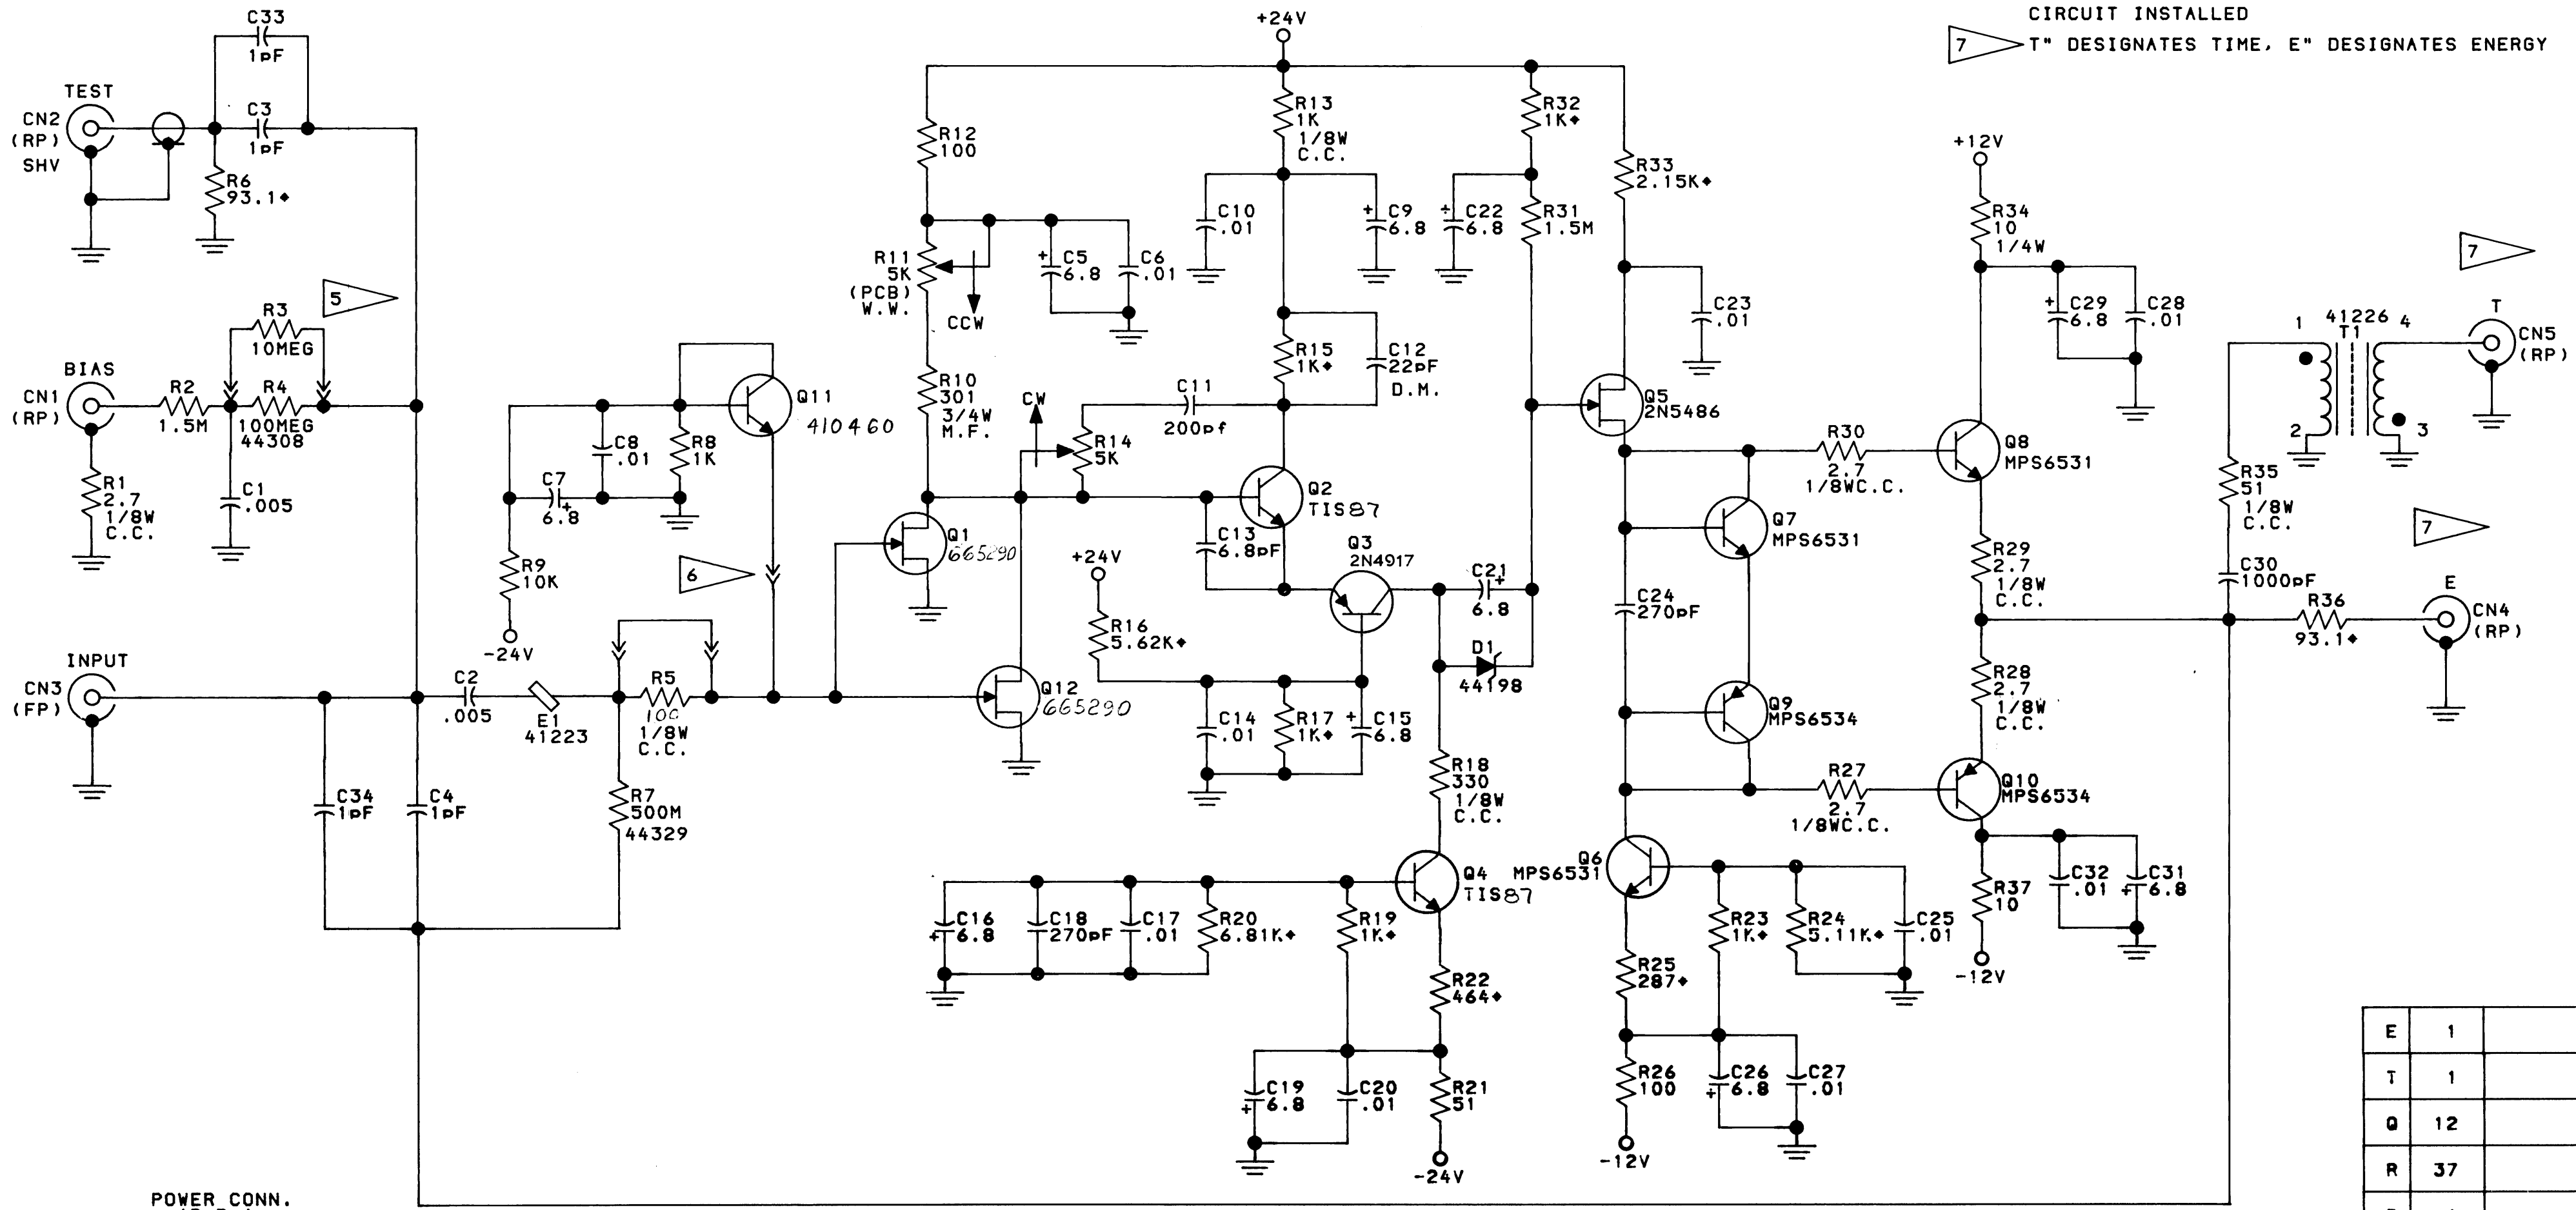 CIRCUIT INSTALLED
7 T" DESIGNATES TIME, E" DESIGNATES ENERGY
C33
1pF
TEST
CN2
(RP)
SHV
C3
1pF
R6
93.1♦
5
R3
10MEG
BIAS
CN1
(RP)
R2
1.5M
R4
100MEG
44308
R1
2.7
1/8W
C.C.
C1
.005
INPUT
CN3
(FP)
C2
.005
E1
41223
R5
100
1/8W
C.C.
C34
1pF
C4
1pF
R7
500M
44329
Q11
410460
C8
.01
R8
1K
C7
+
6.8
R9
10K
-24V
6
+24V
R12
100
R11
5K
(PCB)
W.W.
CCW
+
C5
6.8
C6
.01
R10
301
3/4W
M.F.
CW
R14
5K
C11
200pf
Q1
665290
Q12
665290
R13
1K
1/8W
C.C.
C10
.01
+
C9
6.8
R15
1K♦
C12
22pF
D.M.
Q2
TIS87
C13
6.8pF
Q3
2N4917
+24V
R16
5.62K♦
C14
.01
R17
1K♦
+
C15
6.8
R32
1K♦
+
C22
6.8
R31
1.5M
C21
+
6.8
D1
44198
R18
330
1/8W
C.C.
Q4
TIS87
C16
+
6.8
C18
270pF
C17
.01
R20
6.81K♦
R19
1K♦
R22
464♦
C19
+
6.8
C20
.01
R21
51
-24V
R33
2.15K♦
C23
.01
Q5
2N5486
Q7
MPS6531
C24
270pF
Q9
MPS6534
R30
2.7
1/8WC.C.
R27
2.7
1/8WC.C.
Q6
MPS6531
R23
1K♦
R24
5.11K♦
C25
.01
R25
287♦
R26
100
C26
+
6.8
C27
.01
-12V
+12V
R34
10
1/4W
+
C29
6.8
C28
.01
Q8
MPS6531
R29
2.7
1/8W
C.C.
R28
2.7
1/8W
C.C.
Q10
MPS6534
R37
10
C32
.01
C31
+
6.8
-12V
7
41226
1 T1 4
2 3
T
CN5
(RP)
R35
51
1/8W
C.C.
7
C30
1000pF
R36
93.1♦
E
CN4
(RP)
E 1
T 1
Q 12
R 37
POWER CONN.